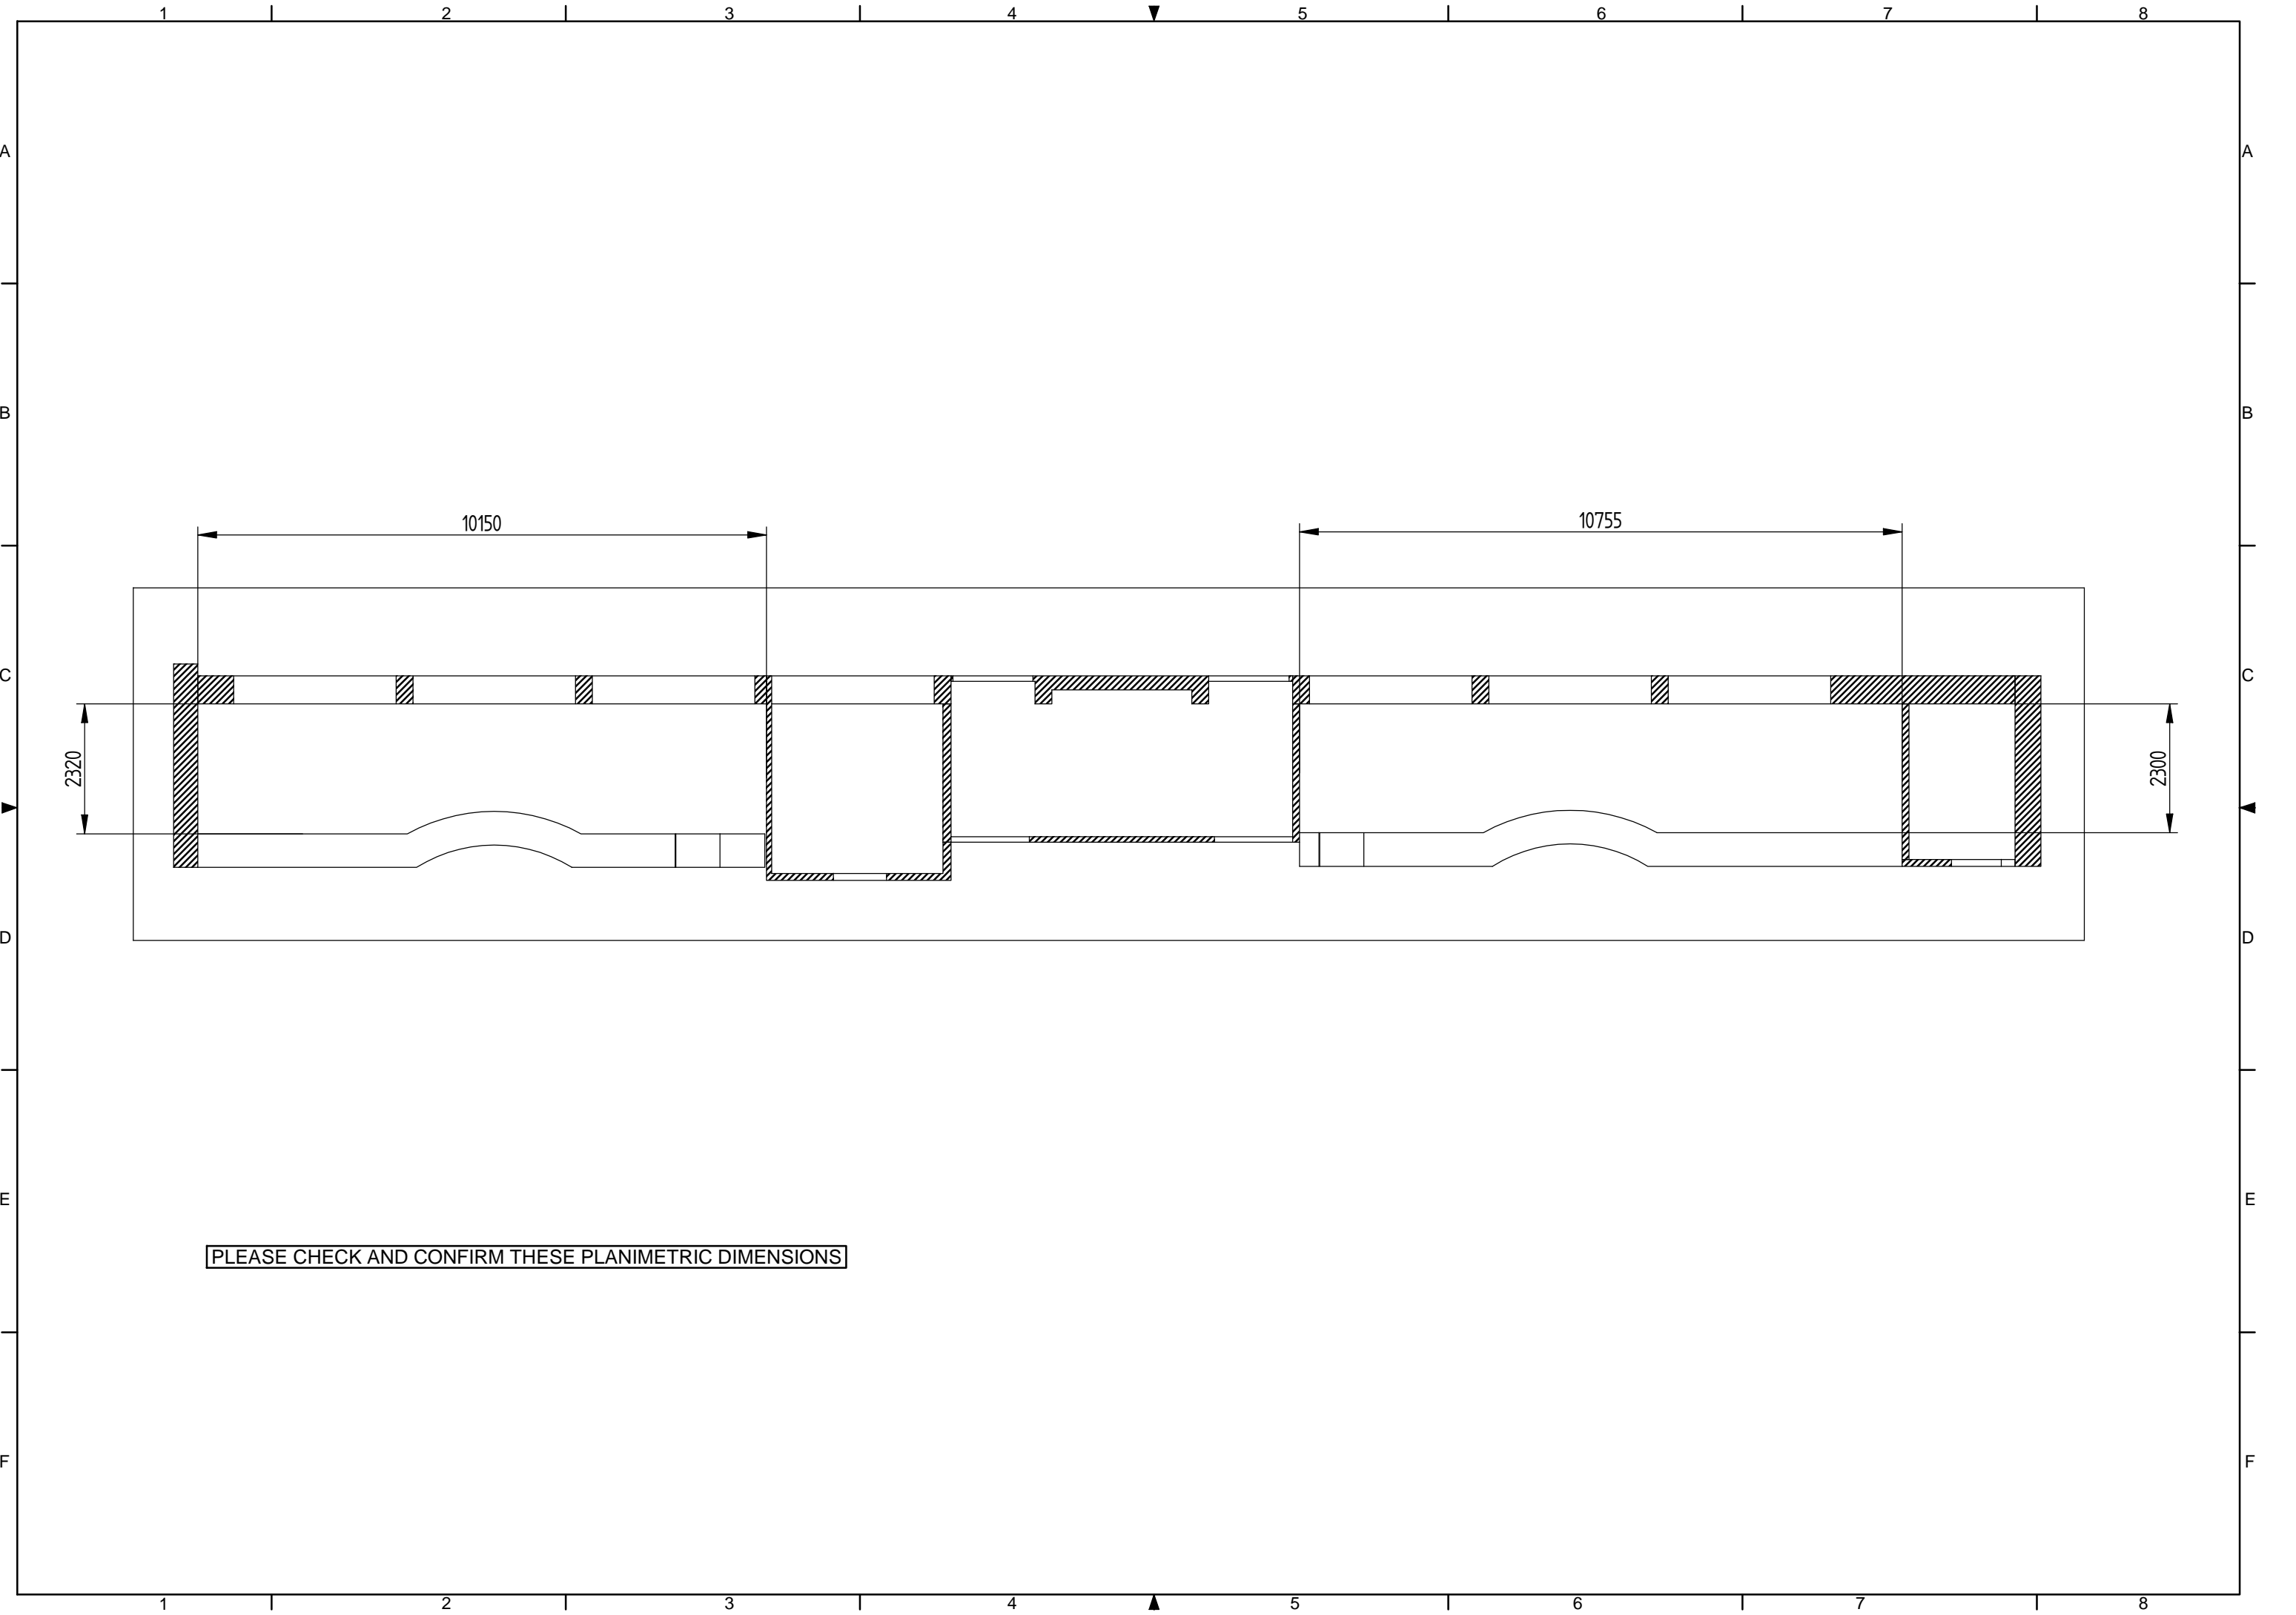 1 2 3 4 5 6 7 8
A A
B B
10150 10755
C C
2320 2300
D D
E E
PLEASE CHECK AND CONFIRM THESE PLANIMETRIC DIMENSIONS
F F
1 2 3 4 5 6 7 8